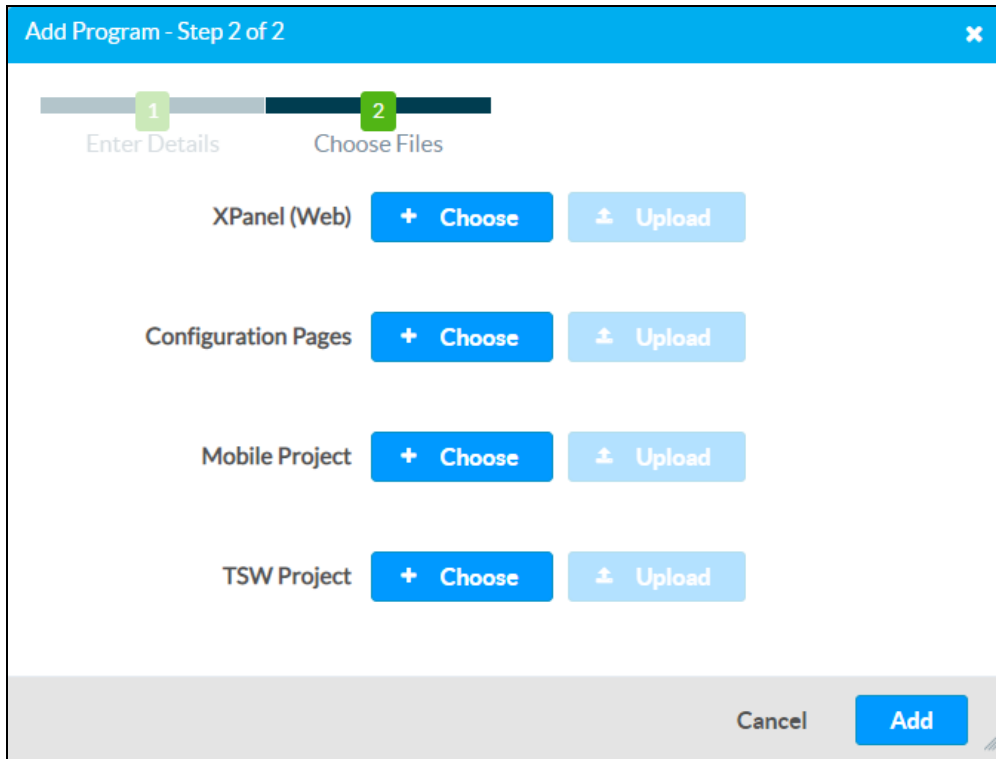 Add Program - Step 2 of 2
1
2
Enter Details
Choose Files
XPanel (Web)
+ Choose
Upload
Configuration Pages
+ Choose
Upload
Mobile Project
+ Choose
Upload
TSW Project
+ Choose
Upload
Cancel
Add